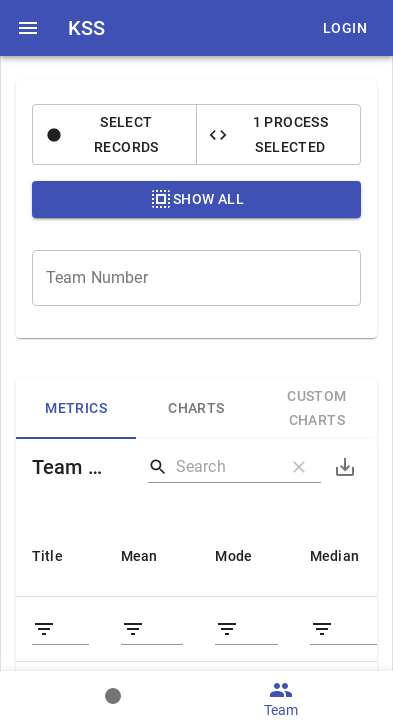 KSS LOGIN
SELECT
RECORDS
1 PROCESS
SELECTED
SHOW ALL
Team Number
METRICS CHARTS CUSTOM
CHARTS
Team ... Search
Title Mean Mode Median
Team